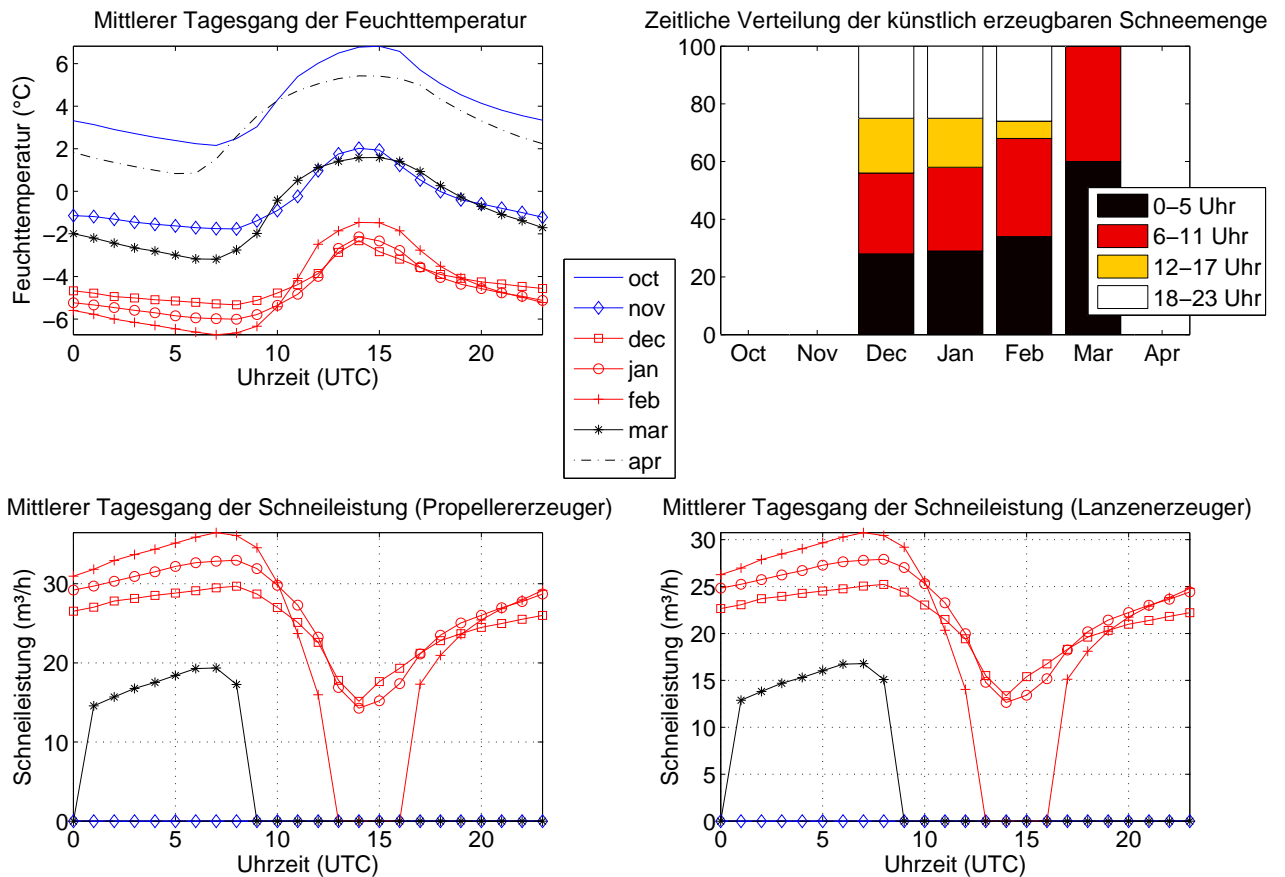 Mittlerer Tagesgang der Feuchttemperatur
Feuchttemperatur (°C)
6
4
2
0
−2
−4
−6
0 5 10 15 20
Uhrzeit (UTC)
Zeitliche Verteilung der künstlich erzeugbaren Schneemenge
100
80
60
40
20
0
Oct Nov Dec Jan Feb Mar Apr
0−5 Uhr
6−11 Uhr
12−17 Uhr
18−23 Uhr
oct
nov
dec
jan
feb
mar
apr
Mittlerer Tagesgang der Schneileistung (Propellererzeuger)
Schneileistung (m³/h)
30
20
10
0
0 5 10 15 20
Uhrzeit (UTC)
Mittlerer Tagesgang der Schneileistung (Lanzenerzeuger)
Schneileistung (m³/h)
30
25
20
15
10
5
0
0 5 10 15 20
Uhrzeit (UTC)